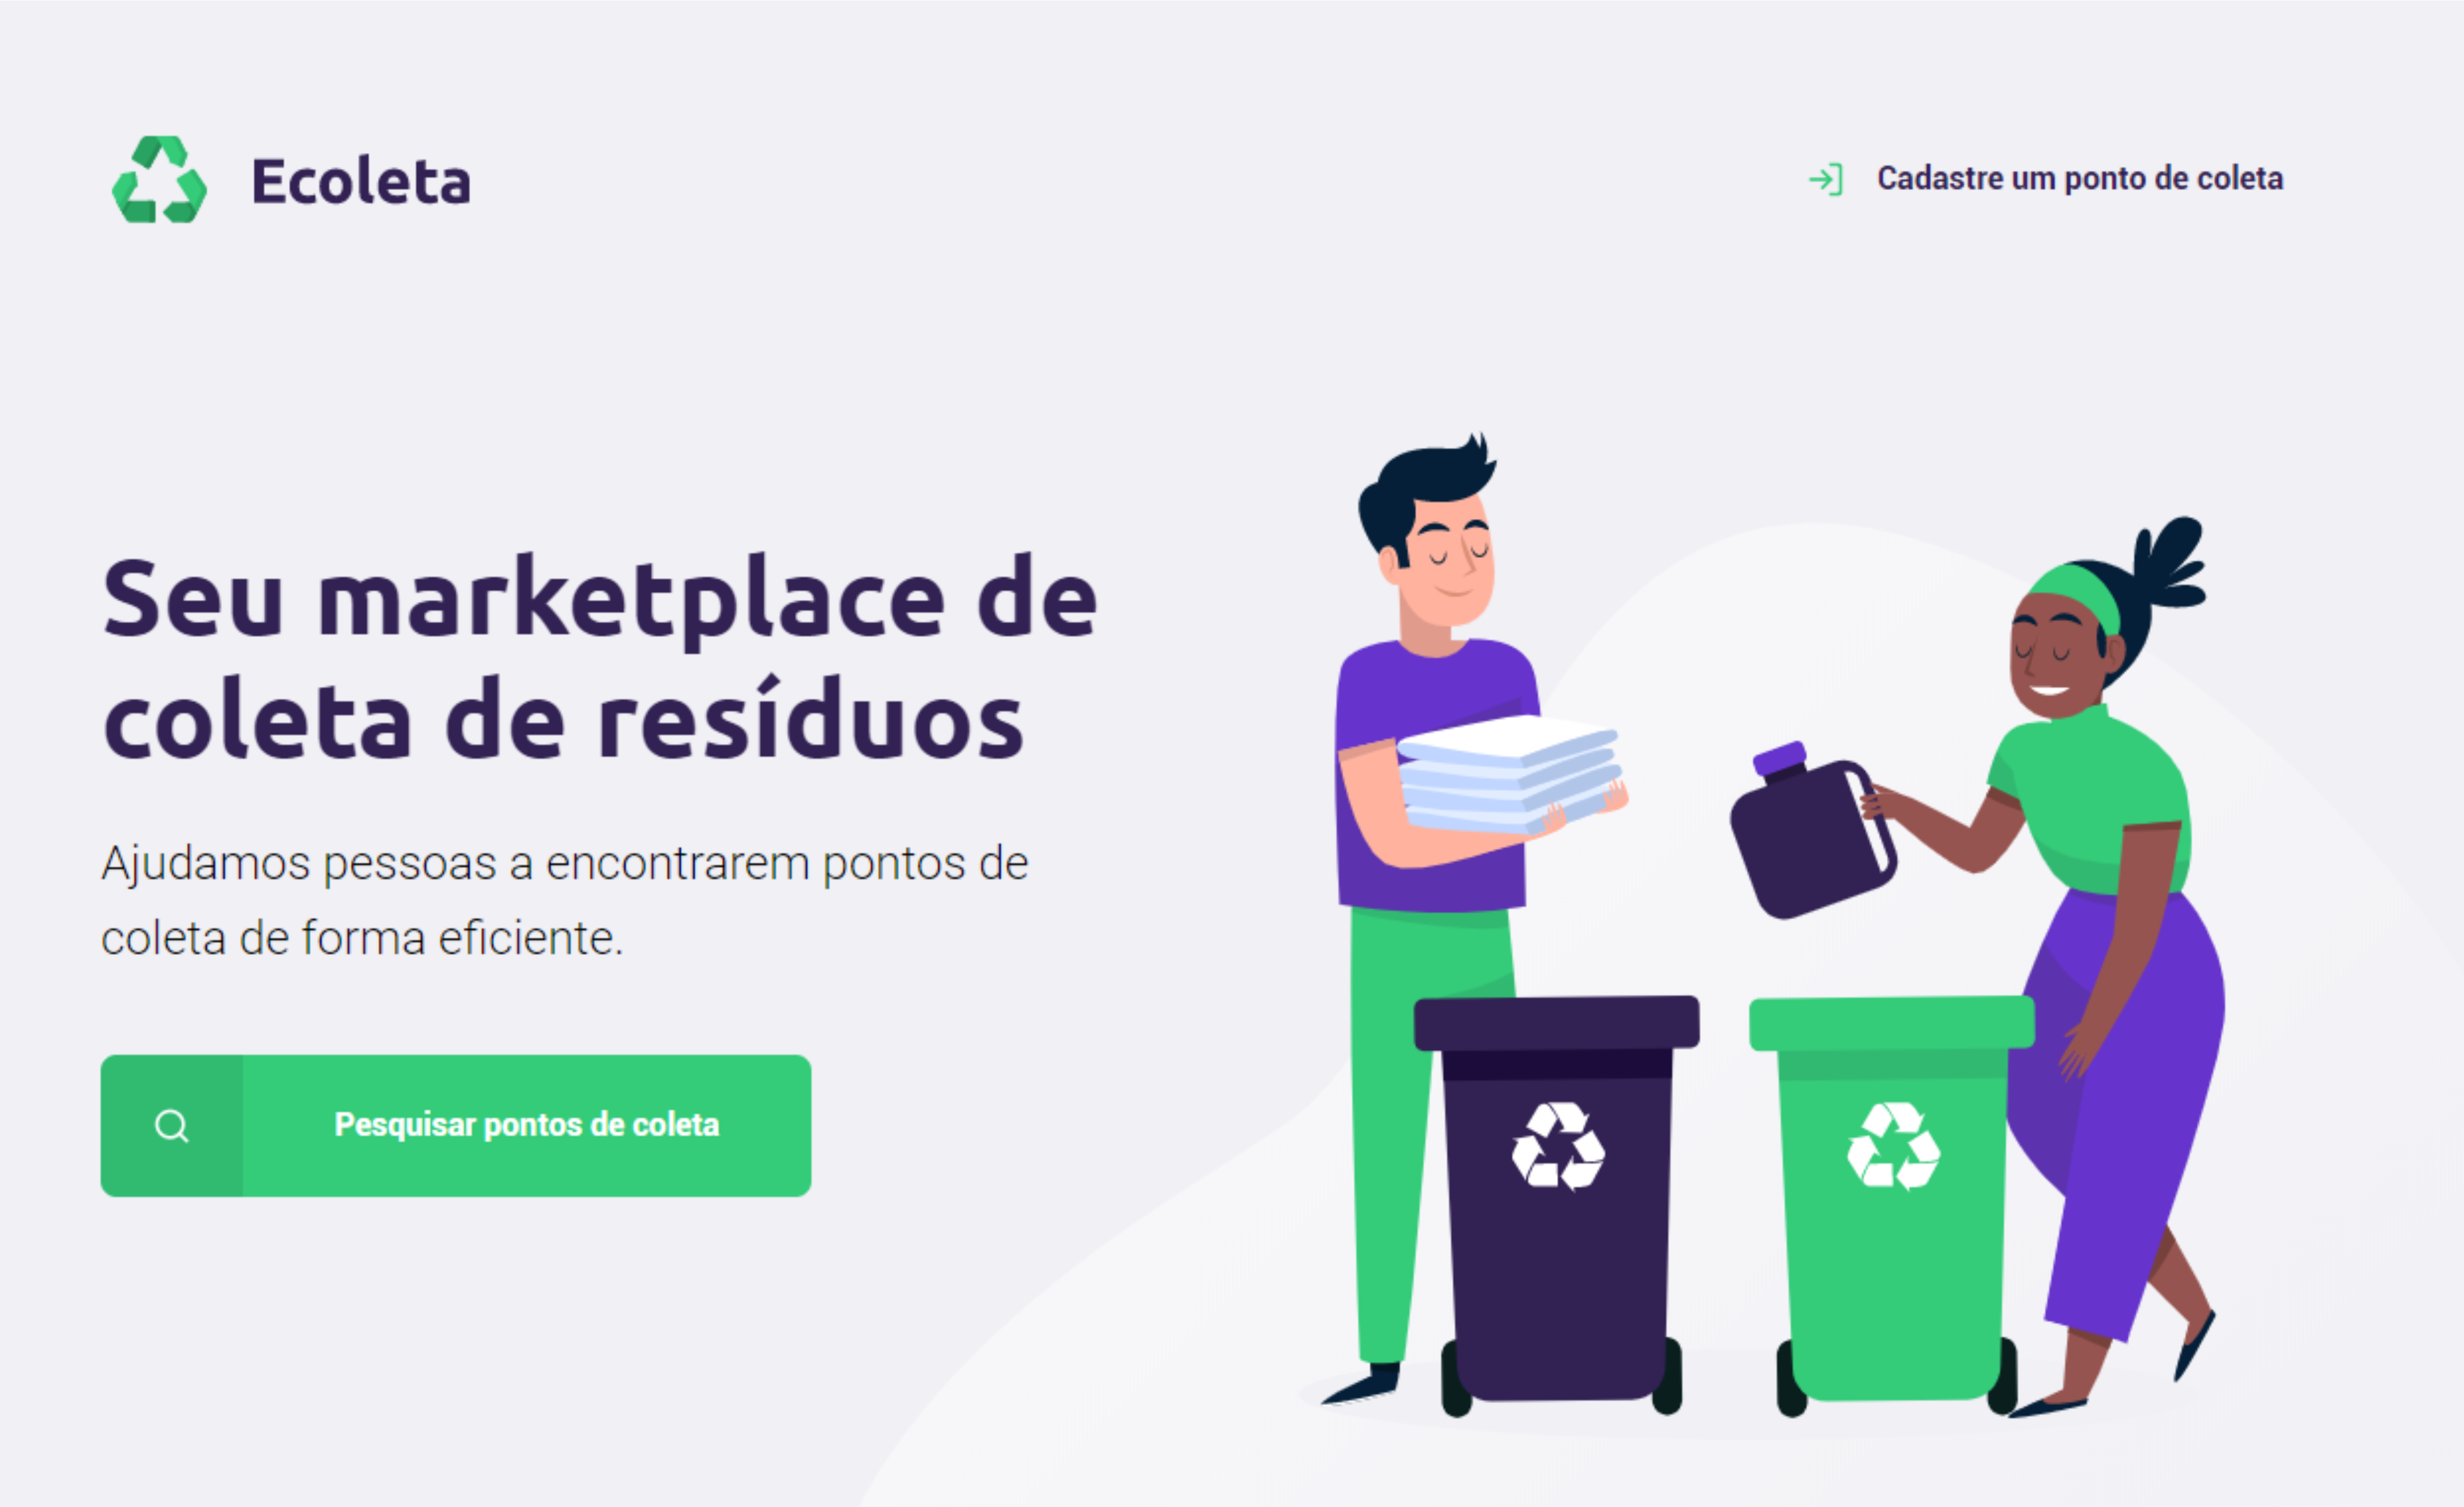 Ecoleta
Cadastre um ponto de coleta
Seu marketplace de
coleta de resíduos
Ajudamos pessoas a encontrarem pontos de
coleta de forma eficiente.
Pesquisar pontos de coleta